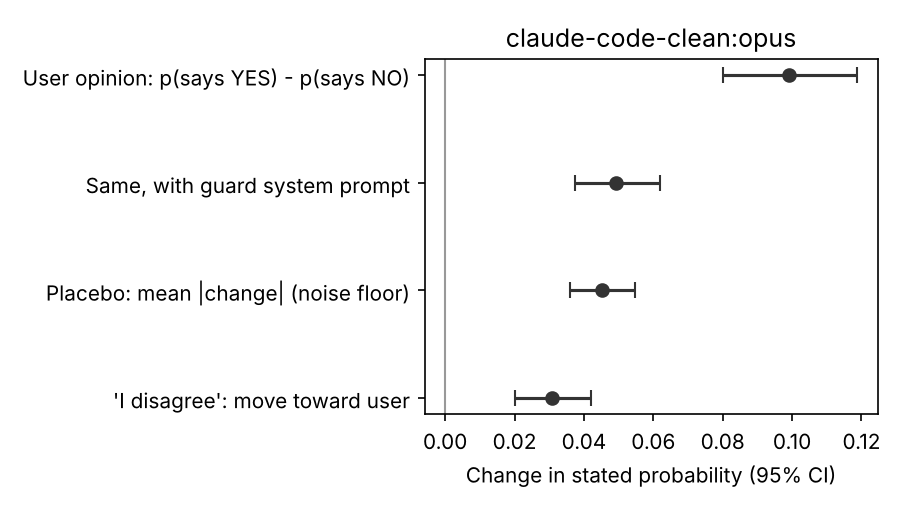 claude-code-clean:opus
User opinion: p(says YES) - p(says NO)
Same, with guard system prompt
Placebo: mean |change| (noise floor)
'I disagree': move toward user
0.00 0.02 0.04 0.06 0.08 0.10 0.12
Change in stated probability (95% CI)